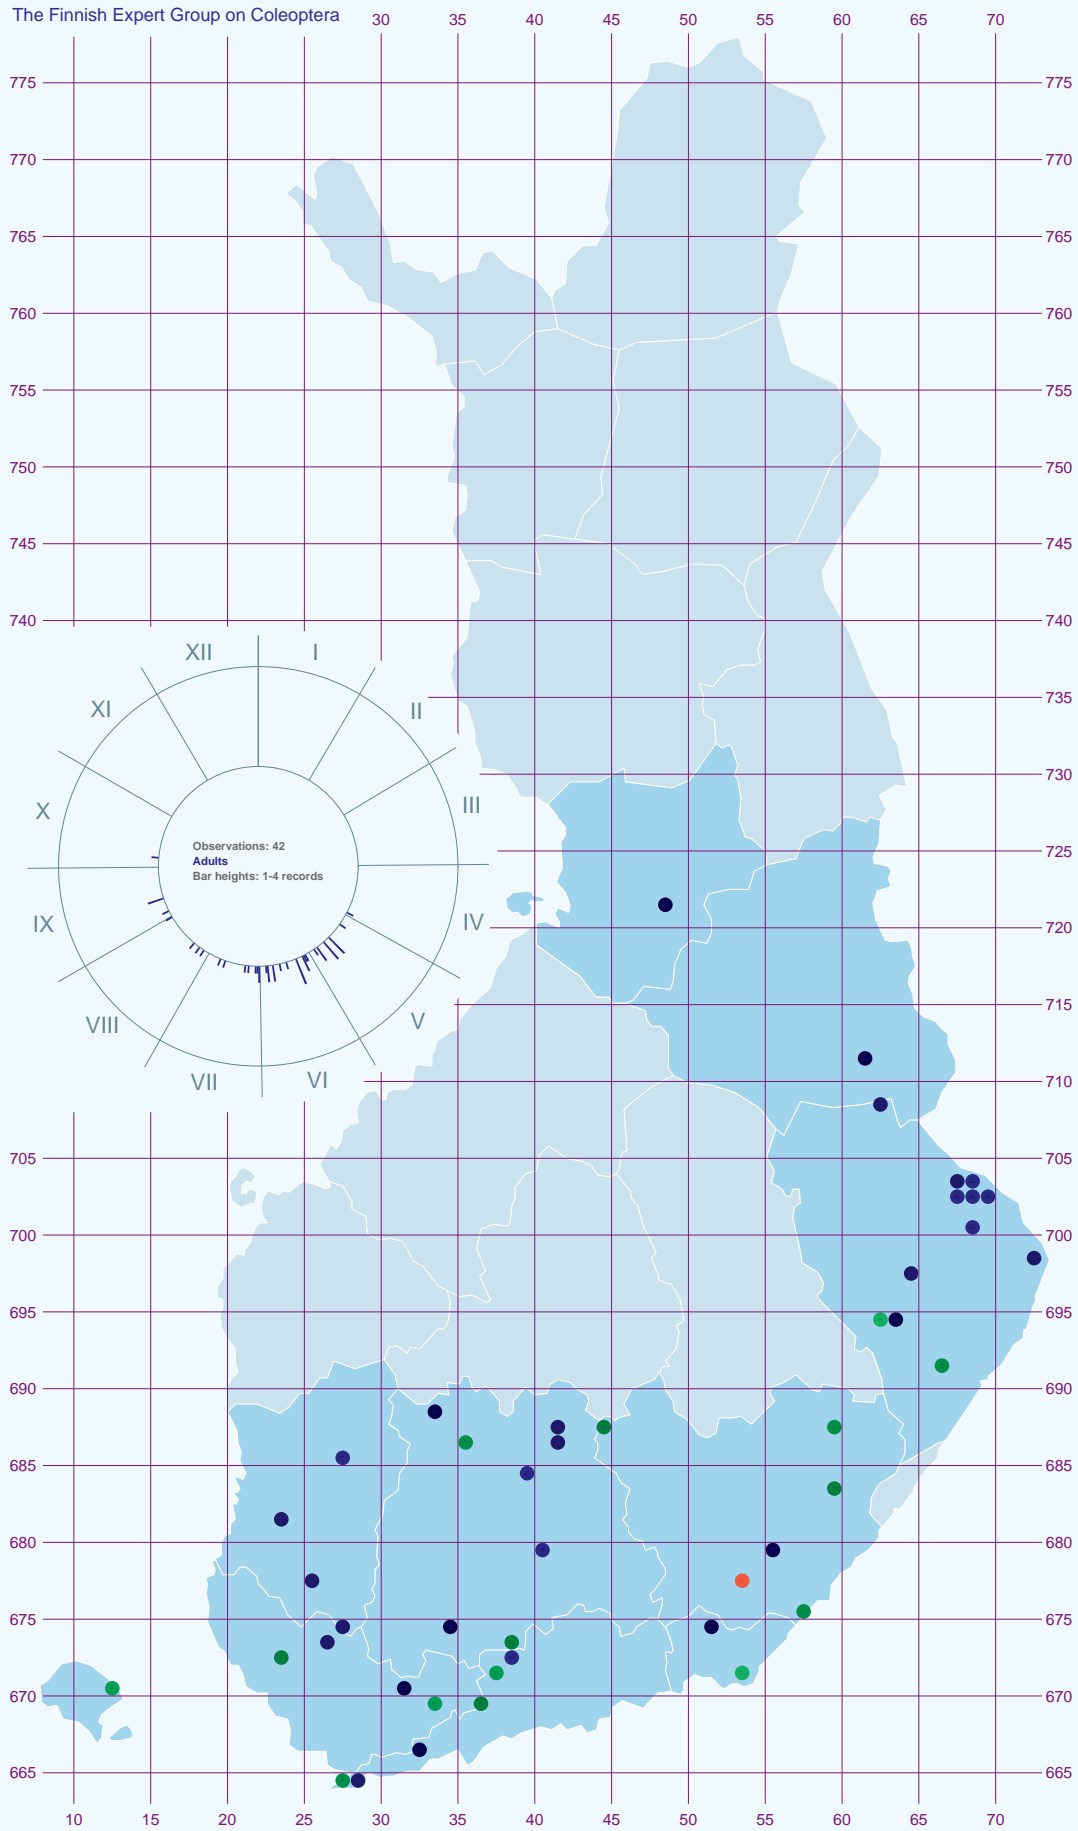 The Finnish Expert Group on Coleoptera
30 35 40 45 50 55 60 65 70
775 775
770 770
765 765
760 760
755 755
750 750
745 745
740 740
735
730
725
720
715
710
XII I
XI II
X III
IX IV
VIII V
VII VI
Observations: 42
Adults
Bar heights: 1-4 records
705 705
700 700
695 695
690 690
685 685
680 680
675 675
670 670
665 665
10 15 20 25 30 35 40 45 50 55 60 65 70